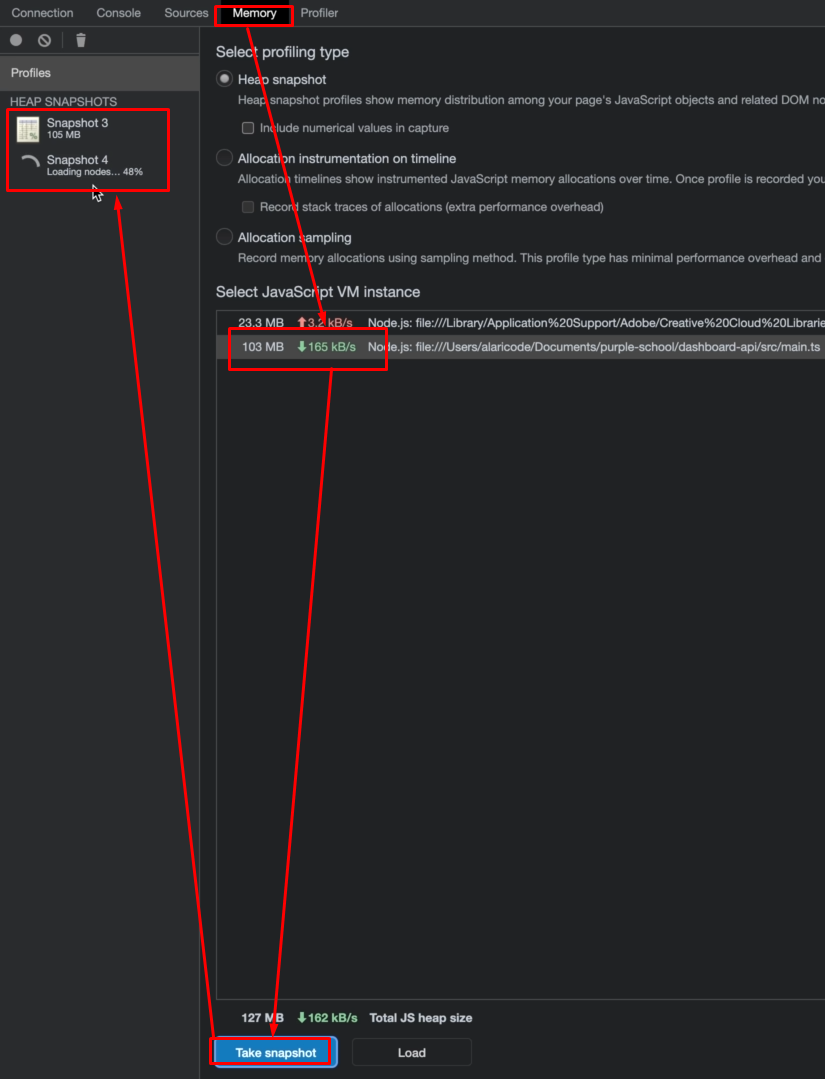 Connection Console Sources Memory Profiler
Profiles
HEAP SNAPSHOTS
Snapshot 3
105 MB
Snapshot 4
Loading nodes… 48%
Select profiling type
Heap snapshot
Heap snapshot profiles show memory distribution among your page's JavaScript objects and related DOM no
Include numerical values in capture
Allocation instrumentation on timeline
Allocation timelines show instrumented JavaScript memory allocations over time. Once profile is recorded you
Record stack traces of allocations (extra performance overhead)
Allocation sampling
Record memory allocations using sampling method. This profile type has minimal performance overhead and
Select JavaScript VM instance
23.3 MB 3.2 kB/s Node.js: file:///Library/Application%20Support/Adobe/Creative%20Cloud%20Librarie
103 MB 165 kB/s Node.js: file:///Users/alaricode/Documents/purple-school/dashboard-api/src/main.ts
127 MB 162 kB/s Total JS heap size
Take snapshot Load